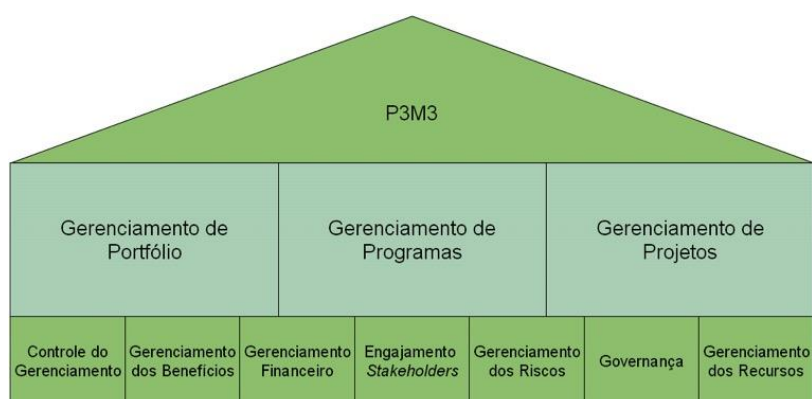 P3M3
Gerenciamento de
Portfólio
Gerenciamento de
Programas
Gerenciamento de
Projetos
Controle do
Gerenciamento
Gerenciamento
dos Benefícios
Gerenciamento
Financeiro
Engajamento
Stakeholders
Gerenciamento
dos Riscos
Governança
Gerenciamento
dos Recursos